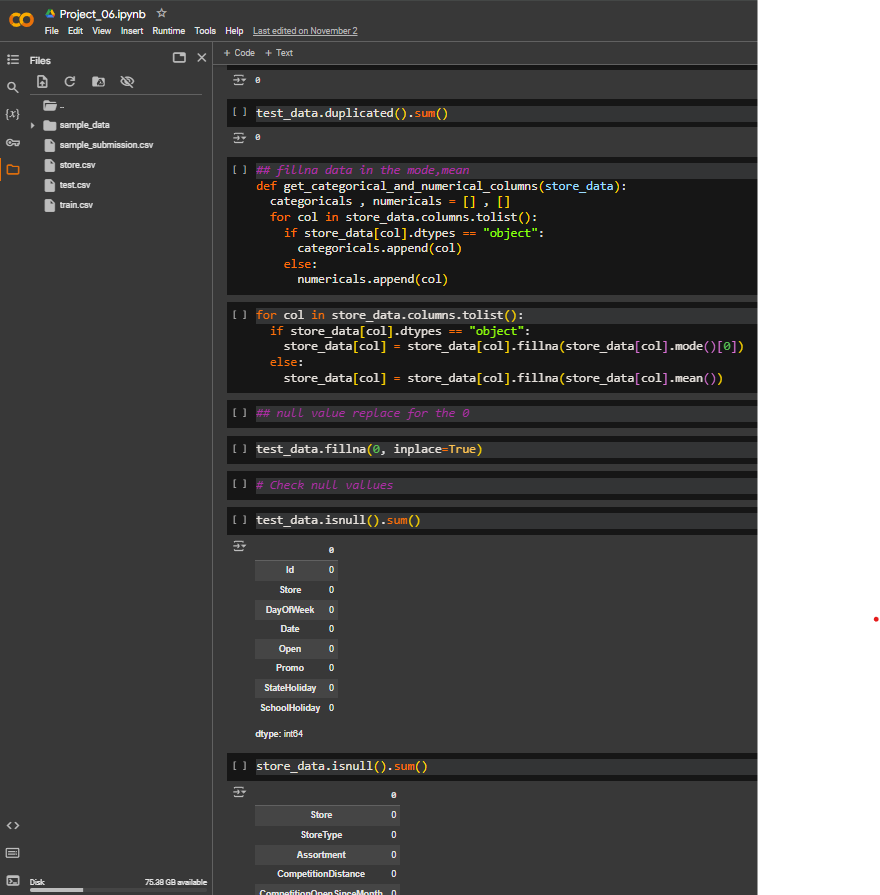 CO
Project_06.ipynb
File Edit View Insert Runtime Tools Help Last edited on November 2
Files
+ Code + Text
..
sample_data
sample_submission.csv
store.csv
test.csv
train.csv
{x}
0
[ ] test_data.duplicated().sum()
0
[ ] ## fillna data in the mode,mean
def get_categorical_and_numerical_columns(store_data):
categoricals , numericals = [] , []
for col in store_data.columns.tolist():
if store_data[col].dtypes == "object":
categoricals.append(col)
else:
numericals.append(col)
[ ] for col in store_data.columns.tolist():
if store_data[col].dtypes == "object":
store_data[col] = store_data[col].fillna(store_data[col].mode()[0])
else:
store_data[col] = store_data[col].fillna(store_data[col].mean())
[ ] ## null value replace for the 0
[ ] test_data.fillna(0, inplace=True)
[ ] # Check null vallues
[ ] test_data.isnull().sum()
0
Id 0
Store 0
DayOfWeek 0
Date 0
Open 0
Promo 0
StateHoliday 0
SchoolHoliday 0
dtype: int64
[ ] store_data.isnull().sum()
0
Store 0
StoreType 0
Assortment 0
CompetitionDistance 0
CompetitionOpenSinceMonth 0
<>
Disk 75.38 GB available